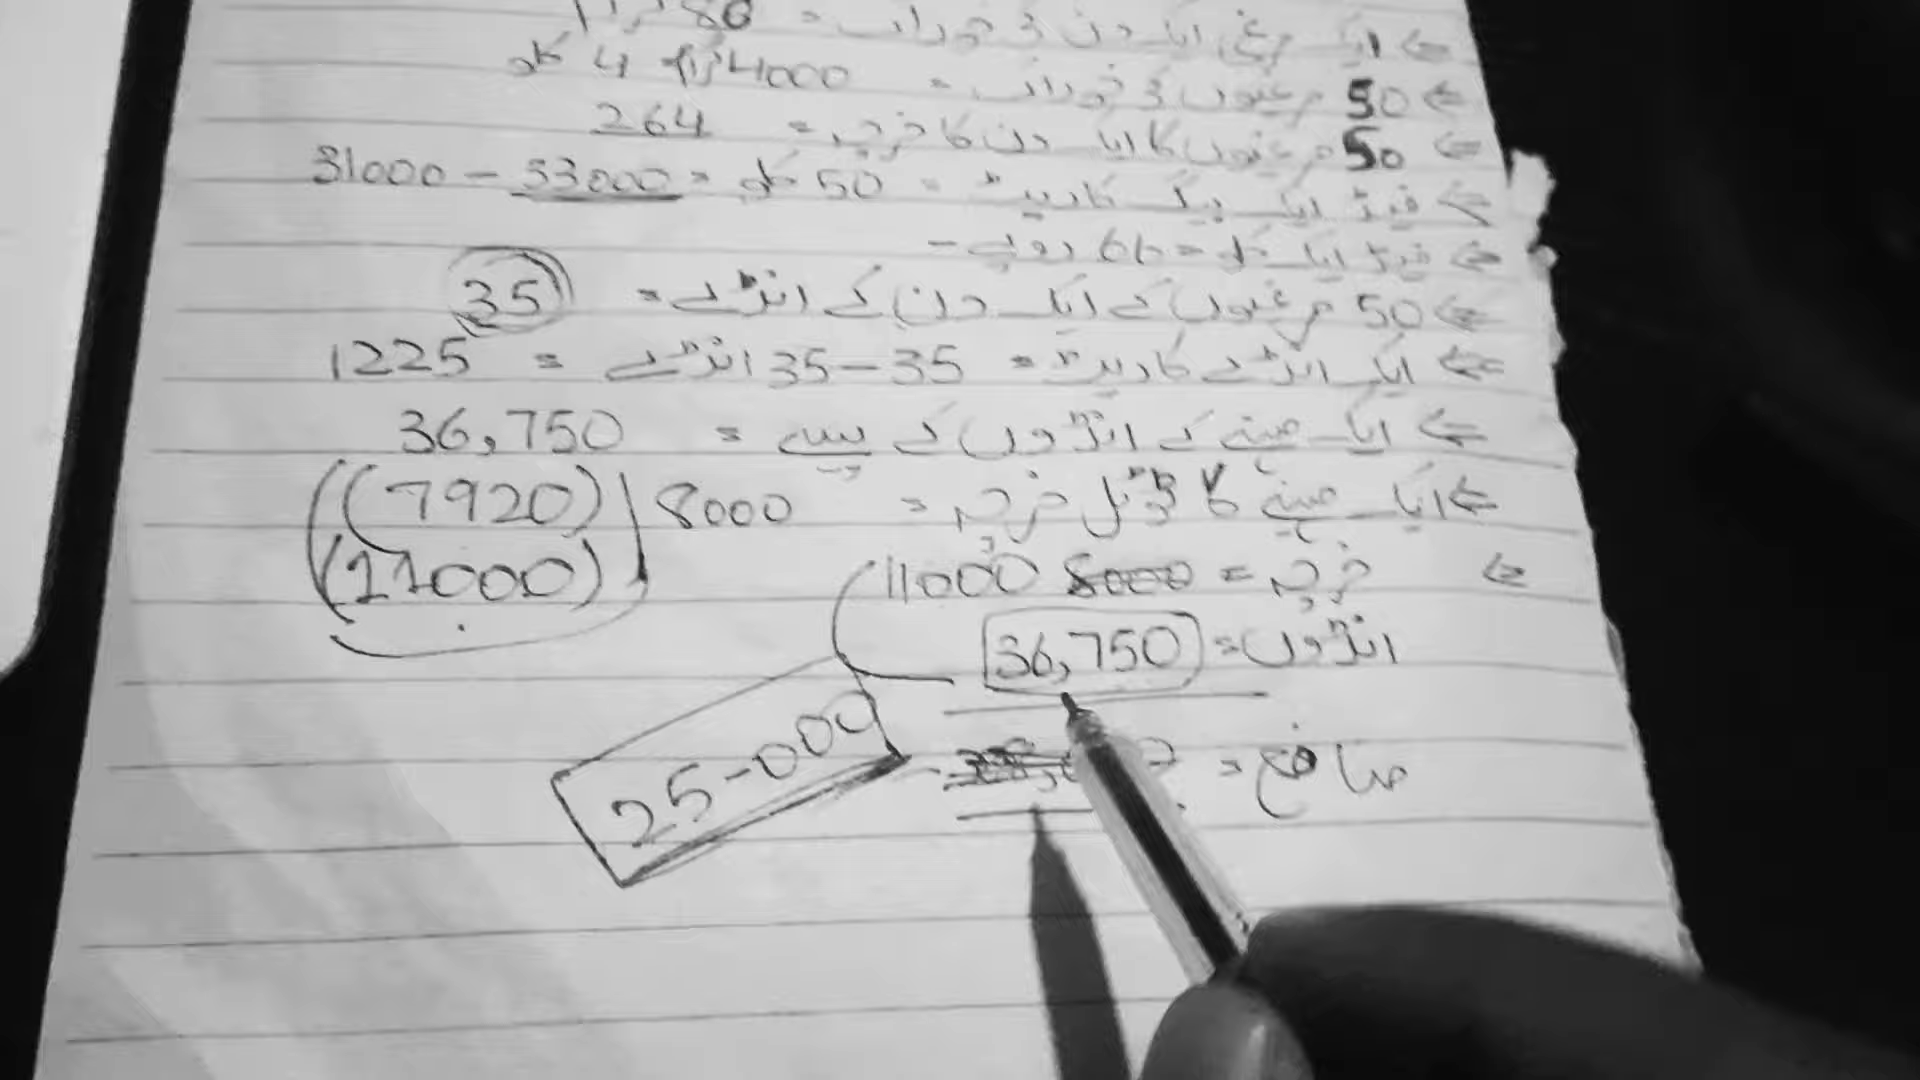 ← ایک مرغی ایک دن کی خوراک = 80 گرام
← 50 مرغیوں کی خوراک = 4000 گرام 4 کلو
← 50 مرغیوں کا ایک دن کا خرچہ = 264
← فیڈ ایک بیگ کا ریٹ = 50 کلو = 33000 - 31000
← فیڈ ایک کلو = 66 روپے -
← 50 مرغیوں کے ایک دن کے انڈے = 35
← ایک انڈے کا ریٹ = 35 - 35 انڈے = 1225
← ایک مہینے کے انڈوں کے پیسے = 36,750
← ایک مہینے کا ٹوٹل خرچہ = 8000 (7920)
(11000)
← خرچہ = 8000 11000
انڈوں = 36,750
منافع =
25-000